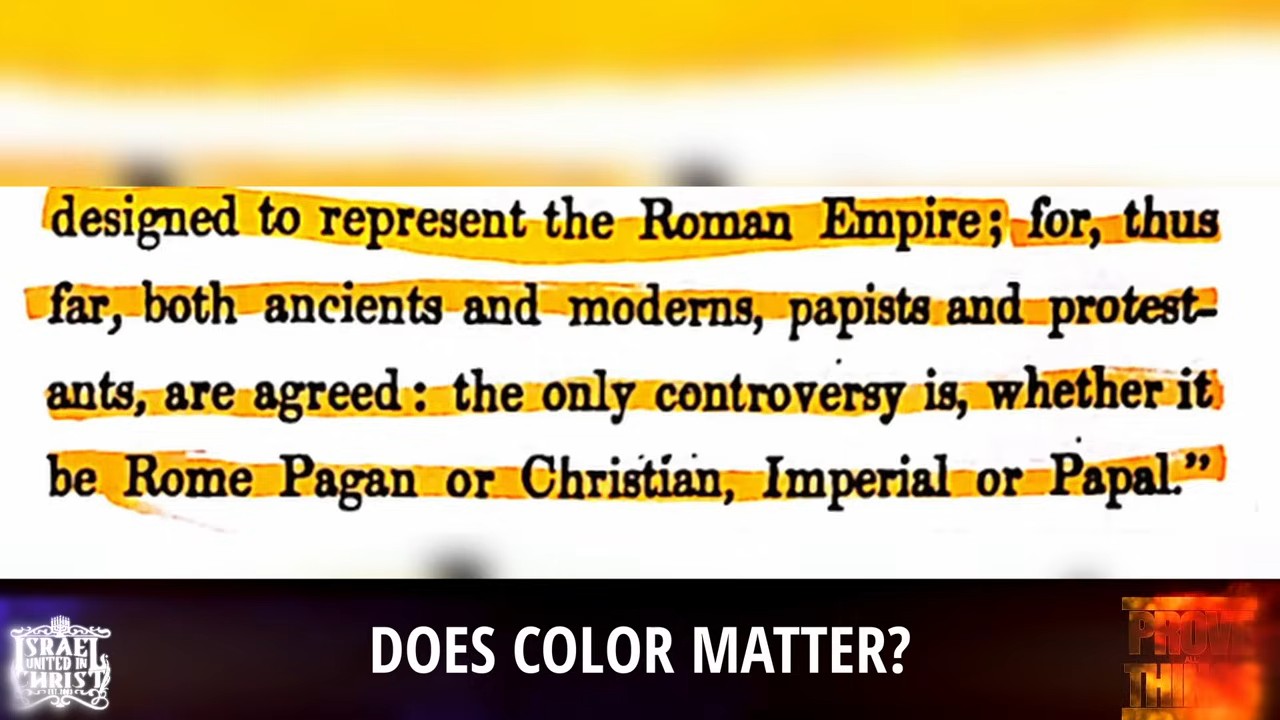 designed to represent the Roman Empire; for, thus
far, both ancients and moderns, papists and protest-
ants, are agreed: the only controversy is, whether it
be Rome Pagan or Christian, Imperial or Papal.”
ISRAEL
UNITED IN
CHRIST
DOES COLOR MATTER?
PROVE
ALL